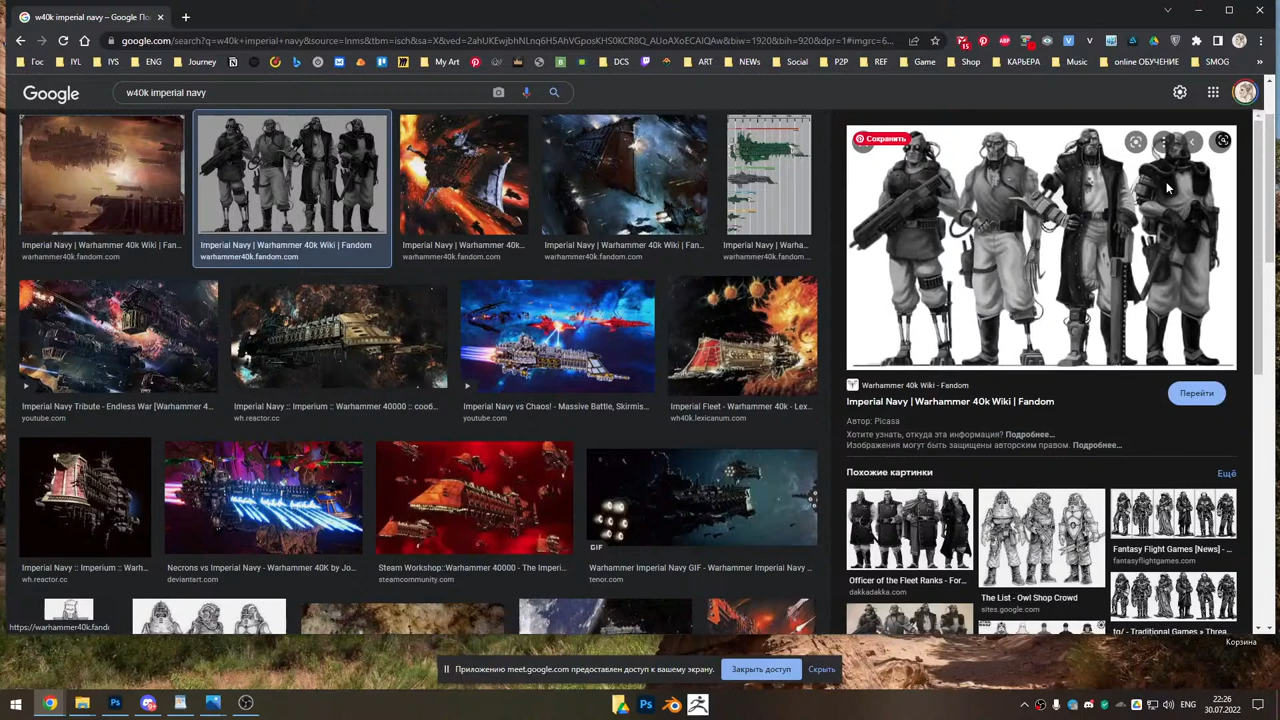 w40k imperial navy – Google По
google.com/search?q=w40k+imperial+navy&source=lnms&tbm=isch&sa=X&ved=2ahUKEwjbhNLnq6H5AhVGposKHS0KCR8Q_AUoAXoECAIQAw&biw=1920&bih=920&dpr=1#imgrc=6...
15
ABP
Гос
IYL
IYS
ENG
Journey
My Art
DCS
ART
NEWs
Social
P2P
REF
Game
Shop
КАРЬЕРА
Music
online ОБУЧЕНИЕ
SMOG
Google
w40k imperial navy
Imperial Navy | Warhammer 40k Wiki | Fan...
warhammer40k.fandom.com
Imperial Navy | Warhammer 40k Wiki | Fandom
warhammer40k.fandom.com
Imperial Navy | Warhammer 40k...
warhammer40k.fandom.com
Imperial Navy | Warhammer 40k Wiki | Fan...
warhammer40k.fandom.com
Imperial Navy | Warha...
warhammer40k.fandom...
Imperial Navy Tribute - Endless War [Warhammer 4...
youtube.com
Imperial Navy :: Imperium :: Warhammer 40000 :: сооб...
wh.reactor.cc
Imperial Navy vs Chaos! - Massive Battle, Skirmis...
youtube.com
Imperial Fleet - Warhammer 40k - Lex...
wh40k.lexicanum.com
Imperial Navy :: Imperium :: Warh...
wh.reactor.cc
Necrons vs Imperial Navy - Warhammer 40K by Jo...
deviantart.com
Steam Workshop::Warhammer 40000 - The Imperi...
steamcommunity.com
GIF
Warhammer Imperial Navy GIF - Warhammer Imperial Navy ...
tenor.com
https://warhammer40k.fando
Сохранить
Warhammer 40k Wiki - Fandom
Перейти
Imperial Navy | Warhammer 40k Wiki | Fandom
Автор: Picasa
Хотите узнать, откуда эта информация? Подробнее...
Изображения могут быть защищены авторским правом. Подробнее...
Похожие картинки
Ещё
Officer of the Fleet Ranks - For...
dakkadakka.com
The List - Owl Shop Crowd
sites.google.com
Fantasy Flight Games [News] - ...
fantasyflightgames.com
/tg/ - Traditional Games » Threa...
Корзина
Приложению meet.google.com предоставлен доступ к вашему экрану.
Закрыть доступ
Скрыть
Ps
Ps
ENG
22:26
30.07.2022